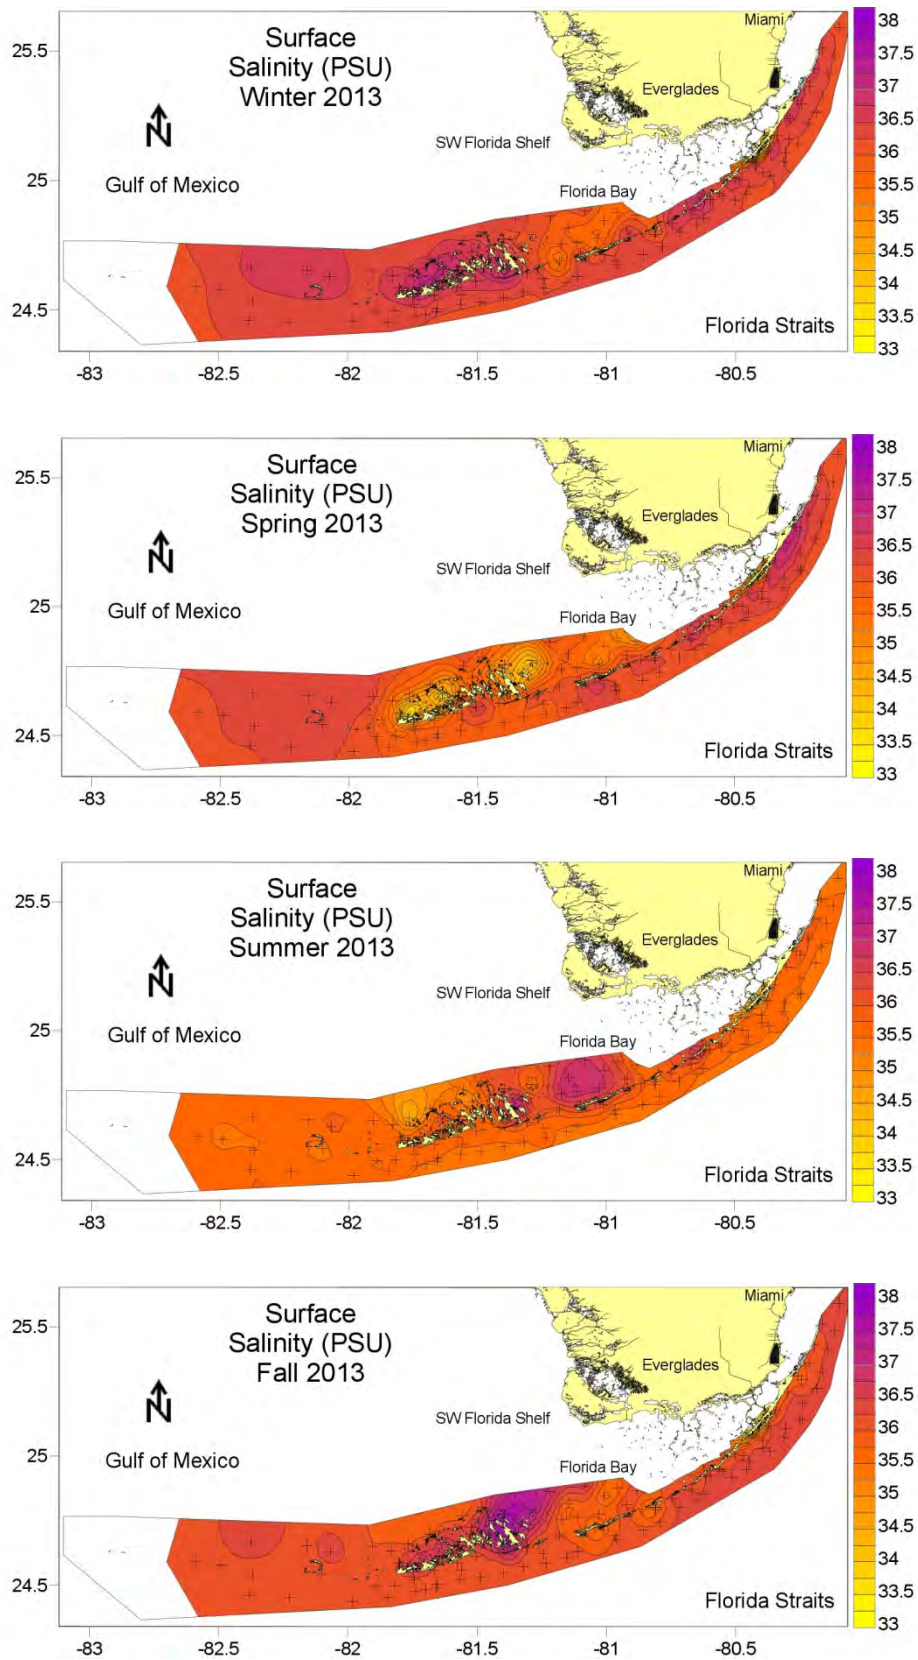 Surface
Salinity (PSU)
Winter 2013
N
Gulf of Mexico
Miami
Everglades
SW Florida Shelf
Florida Bay
Florida Straits
25.5
25
24.5
-83
-82.5
-82
-81.5
-81
-80.5
38
37.5
37
36.5
36
35.5
35
34.5
34
33.5
33
Surface
Salinity (PSU)
Spring 2013
N
Gulf of Mexico
Miami
Everglades
SW Florida Shelf
Florida Bay
Florida Straits
25.5
25
24.5
-83
-82.5
-82
-81.5
-81
-80.5
38
37.5
37
36.5
36
35.5
35
34.5
34
33.5
33
Surface
Salinity (PSU)
Summer 2013
N
Gulf of Mexico
Miami
Everglades
SW Florida Shelf
Florida Bay
Florida Straits
25.5
25
24.5
-83
-82.5
-82
-81.5
-81
-80.5
38
37.5
37
36.5
36
35.5
35
34.5
34
33.5
33
Surface
Salinity (PSU)
Fall 2013
N
Gulf of Mexico
Miami
Everglades
SW Florida Shelf
Florida Bay
Florida Straits
25.5
25
24.5
-83
-82.5
-82
-81.5
-81
-80.5
38
37.5
37
36.5
36
35.5
35
34.5
34
33.5
33